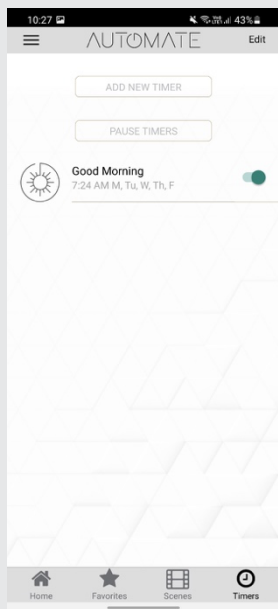 10:27 43%
AUTOMATE Edit
ADD NEW TIMER
PAUSE TIMERS
Good Morning
7:24 AM M, Tu, W, Th, F
Home Favorites Scenes Timers